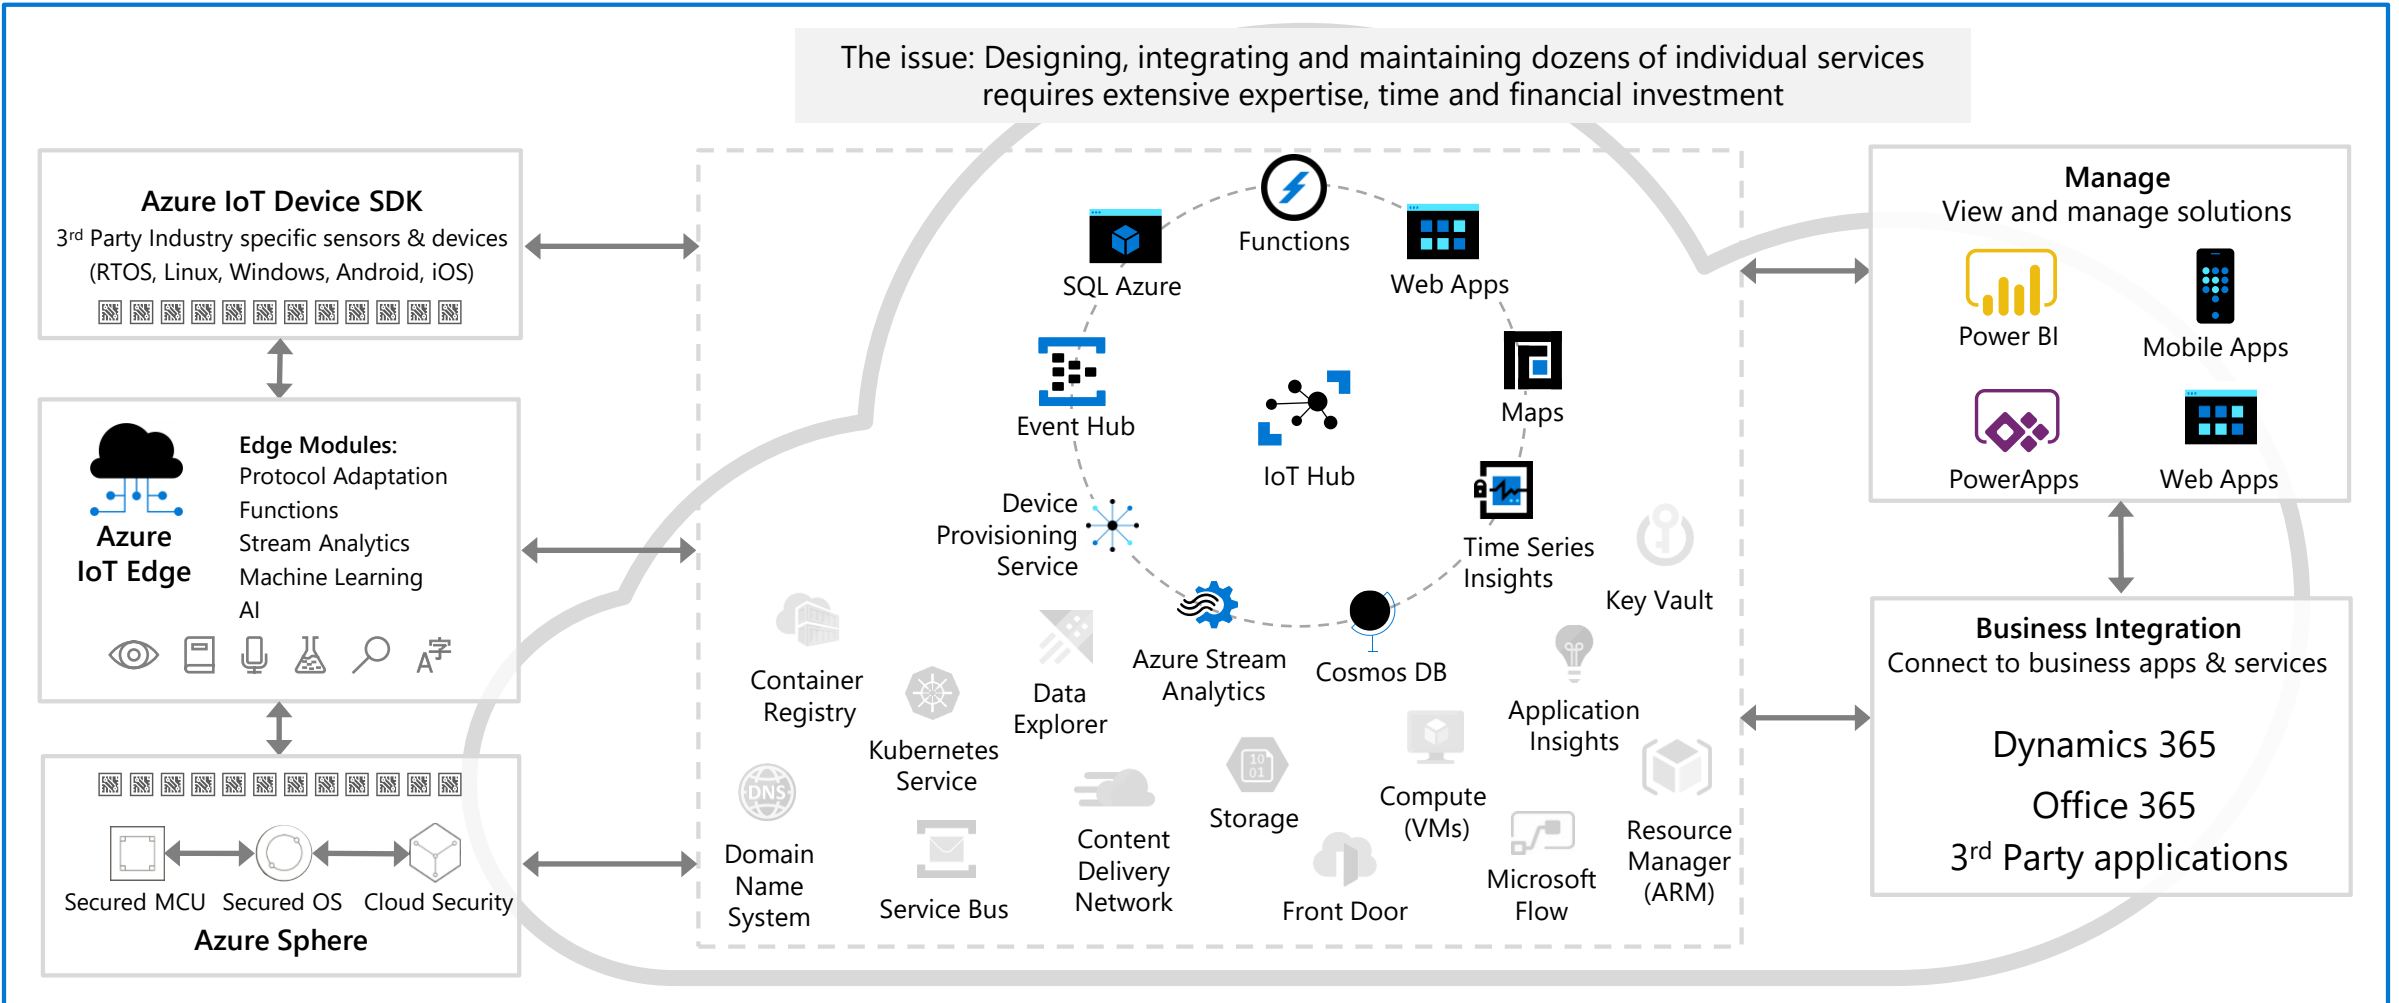 The issue: Designing, integrating and maintaining dozens of individual services
requires extensive expertise, time and financial investment
Azure IoT Device SDK
3rd Party Industry specific sensors & devices
(RTOS, Linux, Windows, Android, iOS)
Azure
IoT Edge
Edge Modules:
Protocol Adaptation
Functions
Stream Analytics
Machine Learning
AI
A字
Secured MCU
Secured OS
Cloud Security
Azure Sphere
Functions
SQL Azure
Web Apps
Event Hub
Maps
IoT Hub
Device
Provisioning
Service
Time Series
Insights
Key Vault
Azure Stream
Analytics
Cosmos DB
Container
Registry
Data
Explorer
Kubernetes
Service
Application
Insights
DNS
Domain
Name
System
Service Bus
Content
Delivery
Network
10
01
Storage
Compute
(VMs)
Front Door
Microsoft
Flow
Resource
Manager
(ARM)
Manage
View and manage solutions
Power BI
Mobile Apps
PowerApps
Web Apps
Business Integration
Connect to business apps & services
Dynamics 365
Office 365
3rd Party applications